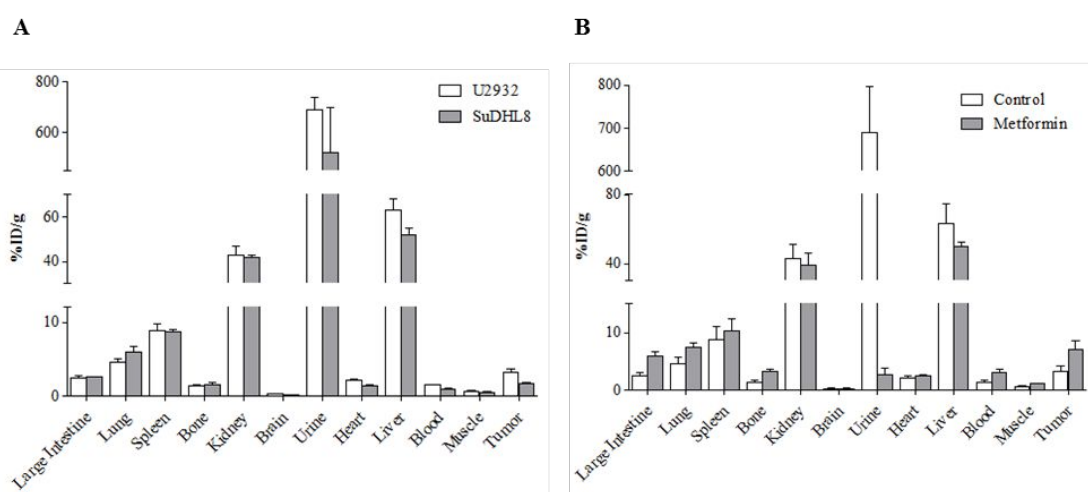 A
B
%ID/g
800
600
60
40
10
0
U2932
SuDHL8
Large Intestine
Lung
Spleen
Bone
Kidney
Brain
Urine
Heart
Liver
Blood
Muscle
Tumor
%ID/g
800
700
600
80
40
10
0
Control
Metformin
Large Intestine
Lung
Spleen
Bone
Kidney
Brain
Urine
Heart
Liver
Blood
Muscle
Tumor